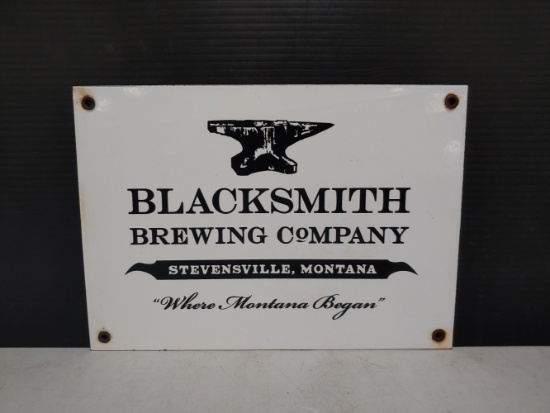 BLACKSMITH
BREWING COMPANY
STEVENSVILLE, MONTANA
"Where Montana Began"